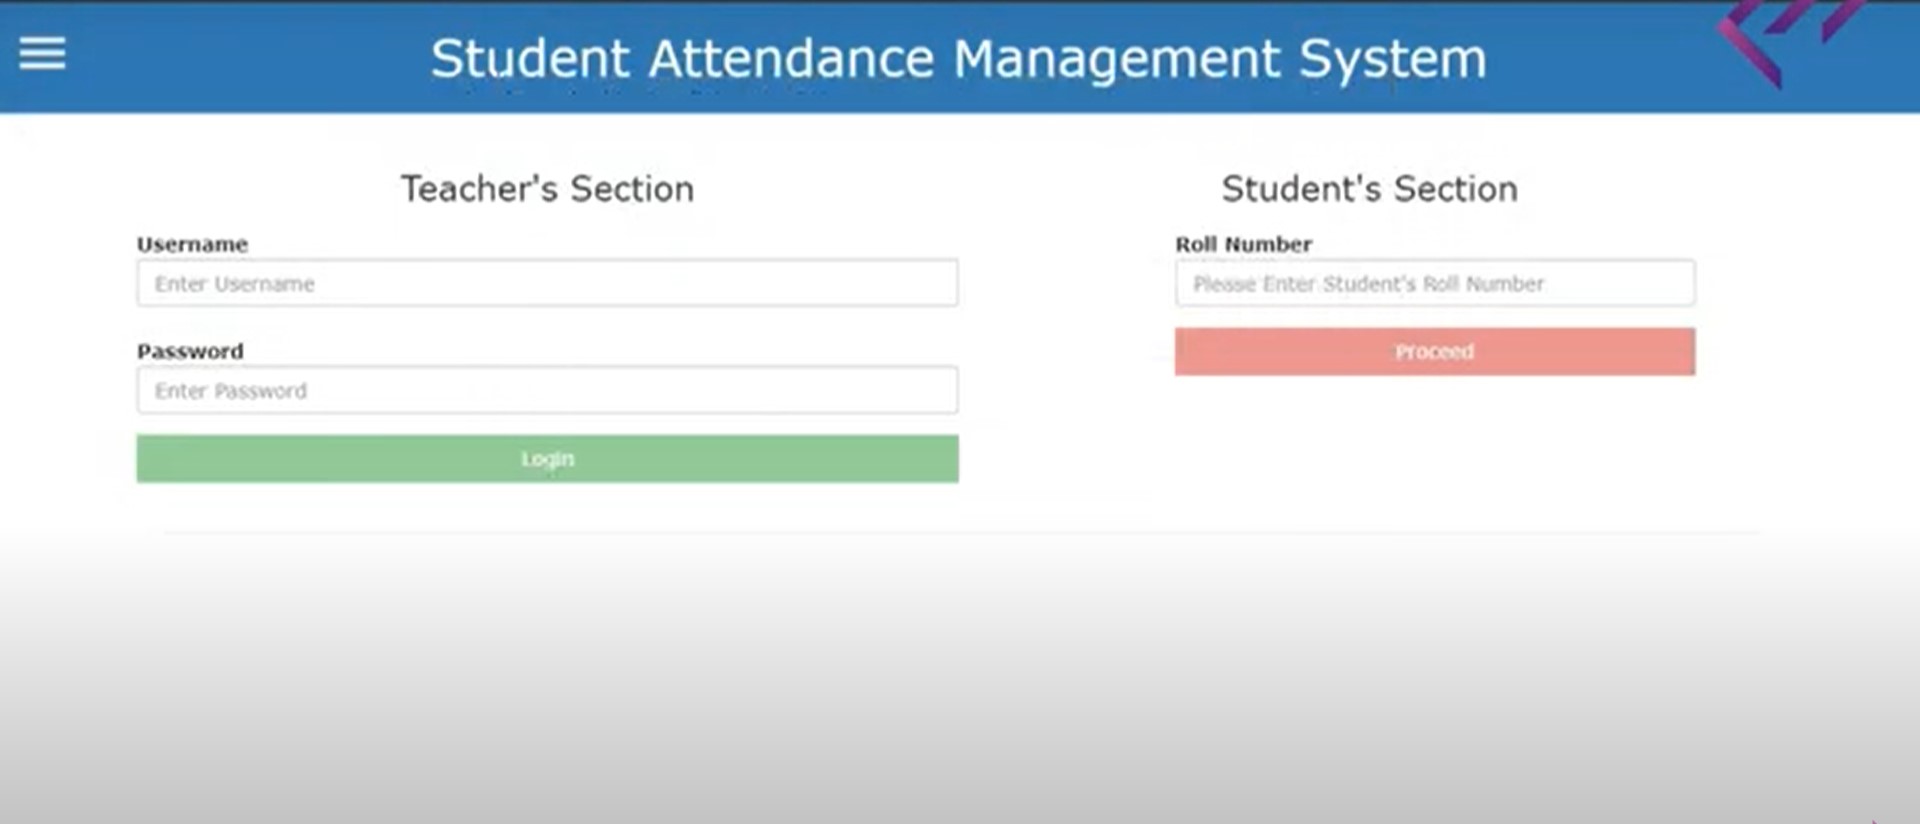 Student Attendance Management System
Teacher's Section
Username
Enter Username
Password
Enter Password
Login
Student's Section
Roll Number
Please Enter Student's Roll Number
Proceed